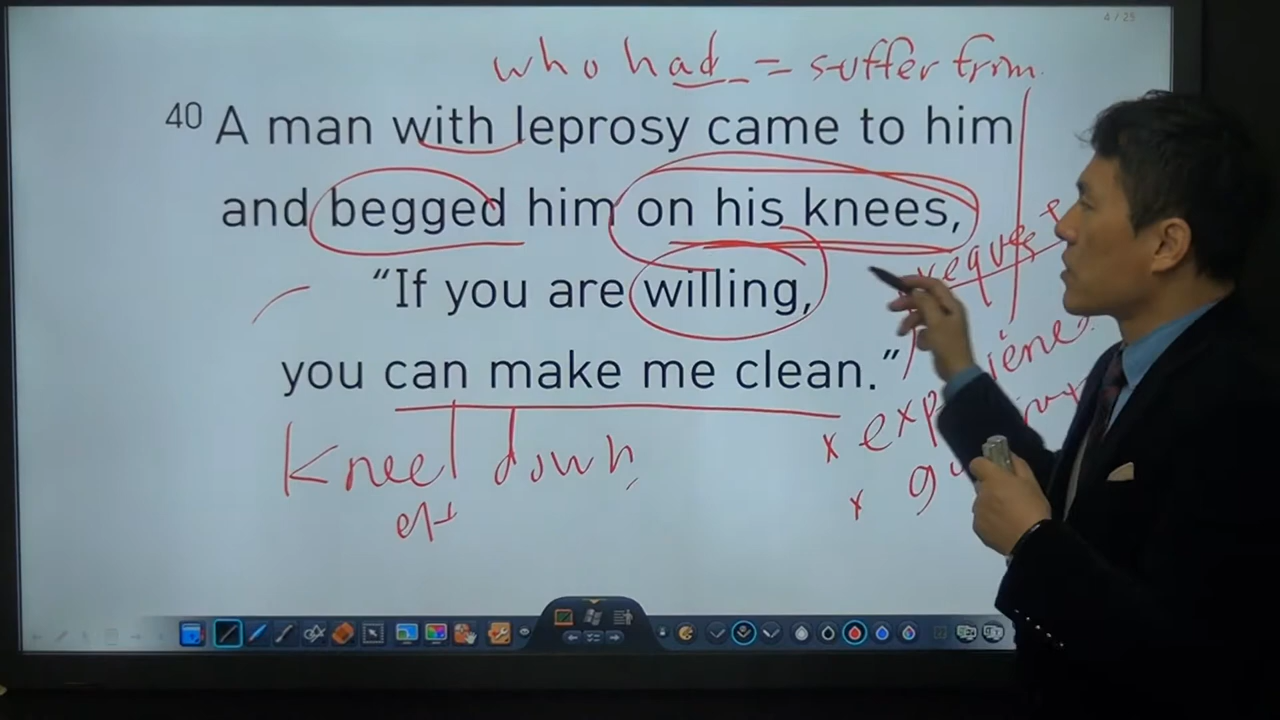 4 / 25
who had = suffer from.
40 A man with leprosy came to him
and begged him on his knees,
request
“If you are willing,
you can make me clean.”
kneel down,
elt